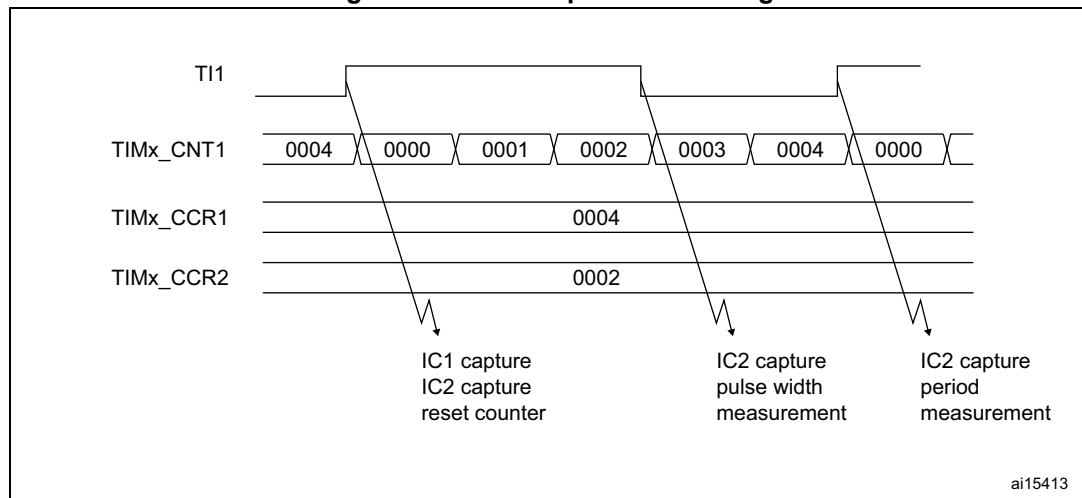 TI1
TIMx_CNT1 0004 0000 0001 0002 0003 0004 0000
TIMx_CCR1 0004
TIMx_CCR2 0002
IC1 capture
IC2 capture
reset counter
IC2 capture
pulse width
measurement
IC2 capture
period
measurement
ai15413